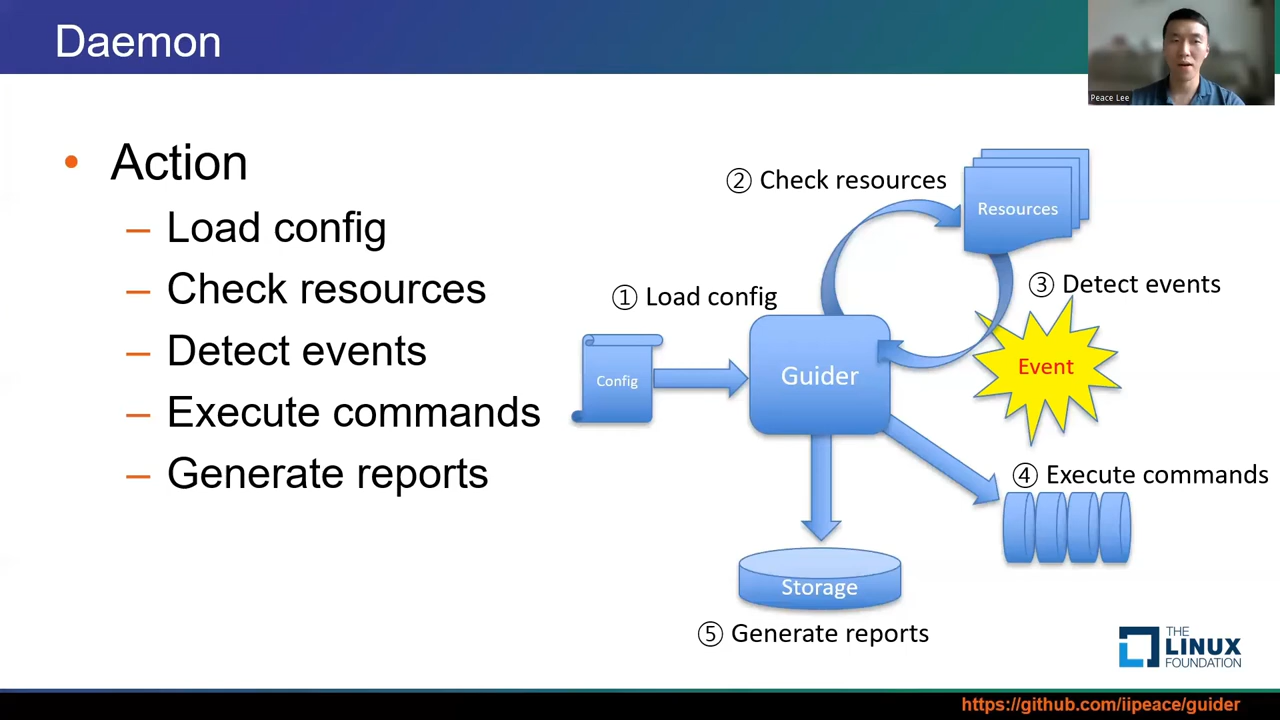 Daemon
Peace Lee
• Action
– Load config
– Check resources
– Detect events
– Execute commands
– Generate reports
② Check resources
Resources
③ Detect events
① Load config
Config
Guider
Event
④ Execute commands
Storage
⑤ Generate reports
THE
LINUX
FOUNDATION
https://github.com/iipeace/guider